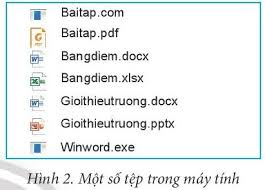 Baitap.com
Baitap.pdf
Bangdiem.docx
Bangdiem.xlsx
Gioithieutruong.docx
Gioithieutruong.pptx
Winword.exe
Hình 2. Một số tệp trong máy tính